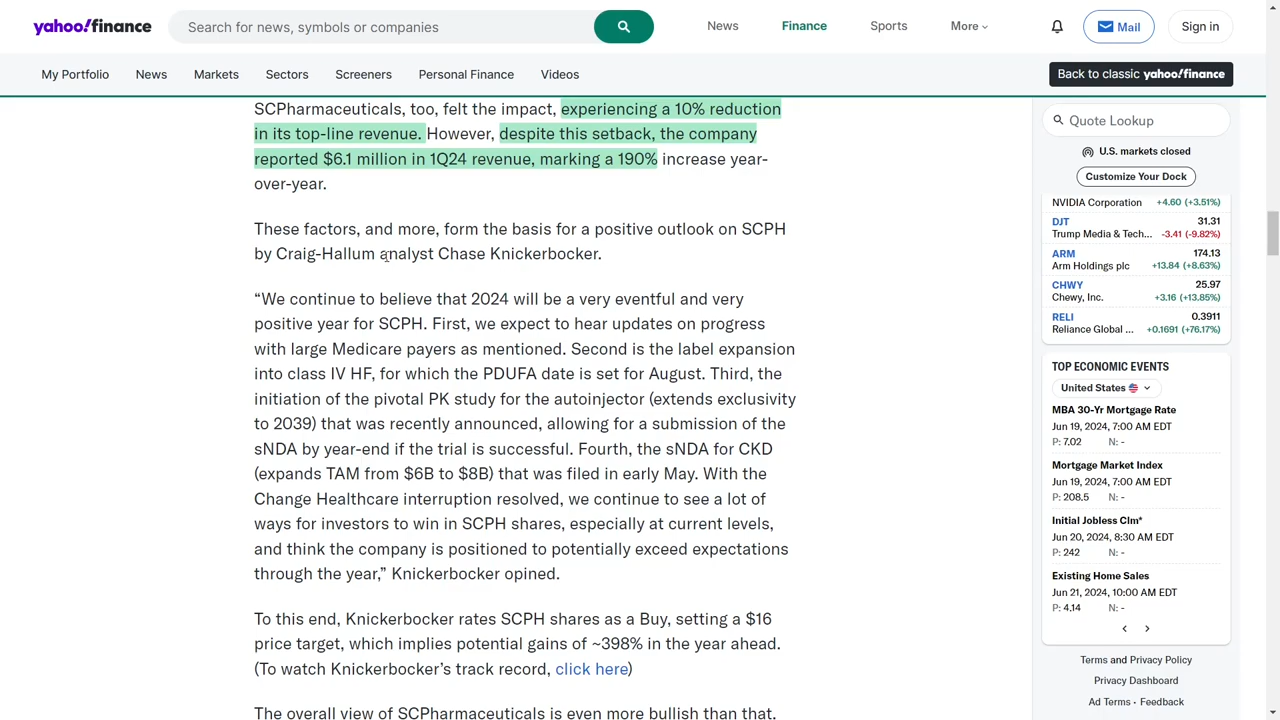 yahoo!finance
Search for news, symbols or companies
News
Finance
Sports
More
Mail
Sign in
My Portfolio
News
Markets
Sectors
Screeners
Personal Finance
Videos
Back to classic yahoo!finance
SCPharmaceuticals, too, felt the impact, experiencing a 10% reduction
in its top-line revenue. However, despite this setback, the company
reported $6.1 million in 1Q24 revenue, marking a 190% increase year-
over-year.
These factors, and more, form the basis for a positive outlook on SCPH
by Craig-Hallum analyst Chase Knickerbocker.
“We continue to believe that 2024 will be a very eventful and very
positive year for SCPH. First, we expect to hear updates on progress
with large Medicare payers as mentioned. Second is the label expansion
into class IV HF, for which the PDUFA date is set for August. Third, the
initiation of the pivotal PK study for the autoinjector (extends exclusivity
to 2039) that was recently announced, allowing for a submission of the
sNDA by year-end if the trial is successful. Fourth, the sNDA for CKD
(expands TAM from $6B to $8B) that was filed in early May. With the
Change Healthcare interruption resolved, we continue to see a lot of
ways for investors to win in SCPH shares, especially at current levels,
and think the company is positioned to potentially exceed expectations
through the year,” Knickerbocker opined.
To this end, Knickerbocker rates SCPH shares as a Buy, setting a $16
price target, which implies potential gains of ~398% in the year ahead.
(To watch Knickerbocker’s track record, click here)
The overall view of SCPharmaceuticals is even more bullish than that.
Quote Lookup
U.S. markets closed
Customize Your Dock
NVIDIA Corporation +4.60 (+3.51%)
DJT 31.31
Trump Media & Tech... -3.41 (-9.82%)
ARM 174.13
Arm Holdings plc +13.84 (+8.63%)
CHWY 25.97
Chewy, Inc. +3.16 (+13.85%)
RELI 0.3911
Reliance Global ... +0.1691 (+76.17%)
TOP ECONOMIC EVENTS
United States
MBA 30-Yr Mortgage Rate
Jun 19, 2024, 7:00 AM EDT
P: 7.02 N: -
Mortgage Market Index
Jun 19, 2024, 7:00 AM EDT
P: 208.5 N: -
Initial Jobless Clm*
Jun 20, 2024, 8:30 AM EDT
P: 242 N: -
Existing Home Sales
Jun 21, 2024, 10:00 AM EDT
P: 4.14 N: -
Terms and Privacy Policy
Privacy Dashboard
Ad Terms • Feedback